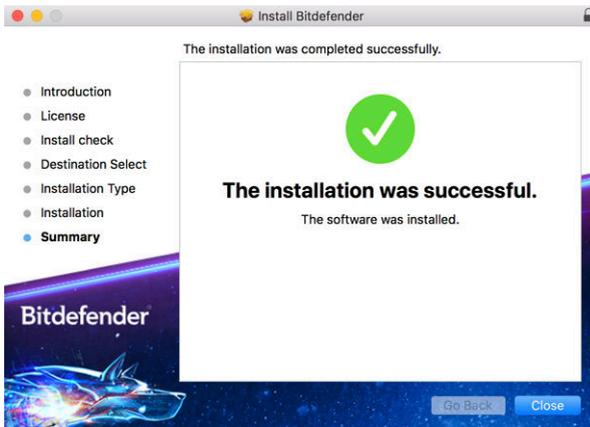 Install Bitdefender
The installation was completed successfully.
Introduction
License
Install check
Destination Select
Installation Type
Installation
Summary
The installation was successful.
The software was installed.
Bitdefender
Go Back
Close